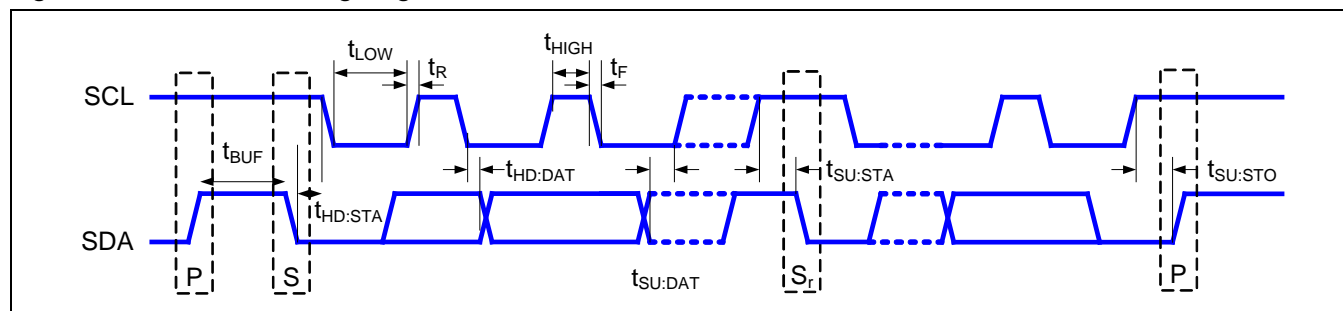 tLOW
tHIGH
tR
tF
SCL
tBUF
tHD:DAT
tSU:STA
tSU:STO
tHD:STA
SDA
tSU:DAT
P
S
Sr
P